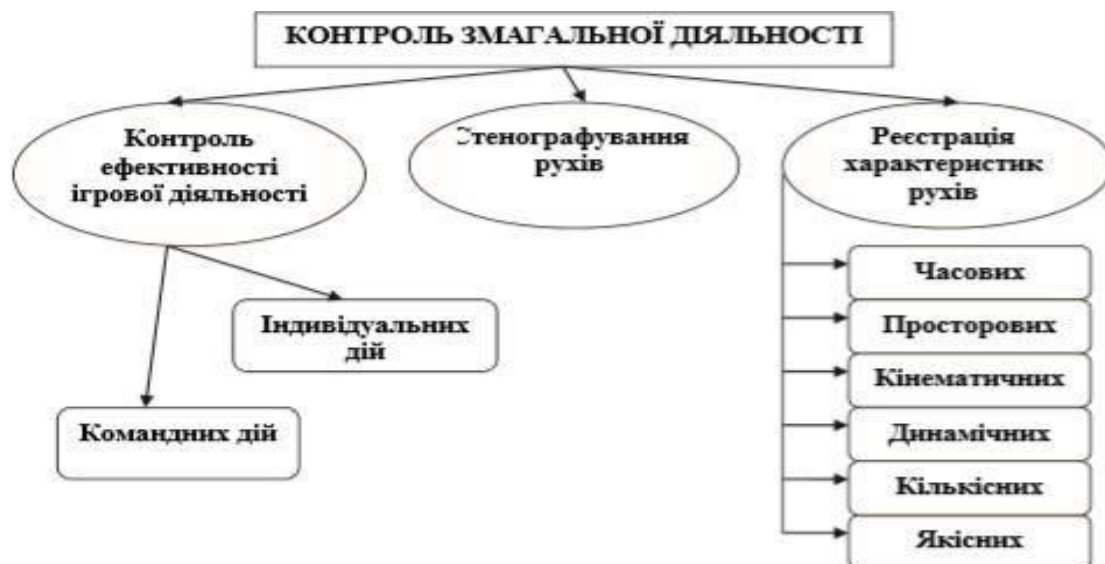 КОНТРОЛЬ ЗМАГАЛЬНОЇ ДІЯЛЬНОСТІ
Контроль
ефективності
ігрової діяльності
Стенографування
рухів
Реєстрація
характеристик
рухів
Індивідуальних
дій
Командних дій
Часових
Просторових
Кінематичних
Динамічних
Кількісних
Якісних